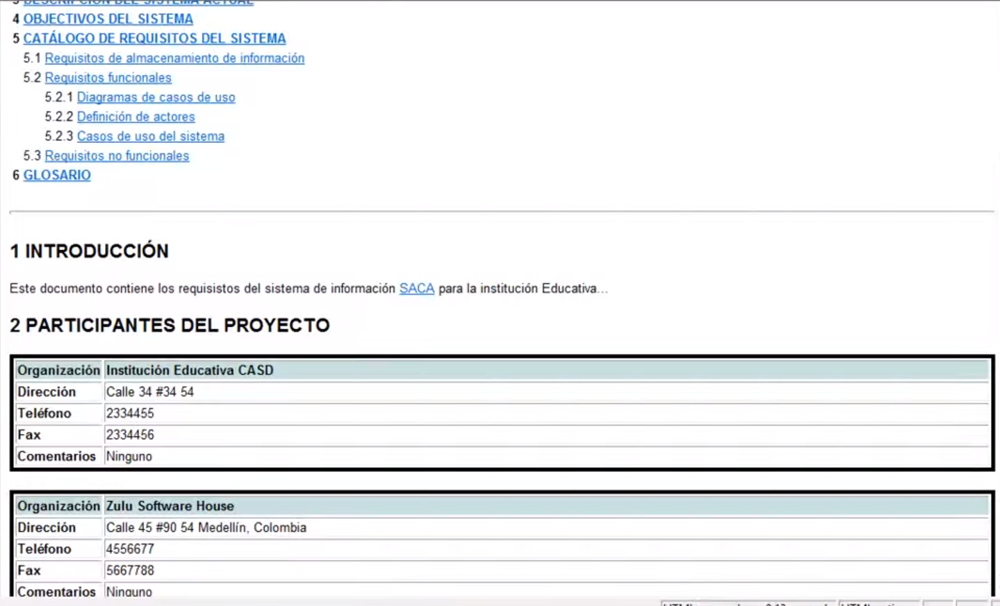 3 DESCRIPCIÓN DEL SISTEMA ACTUAL
4 OBJECTIVOS DEL SISTEMA
5 CATÁLOGO DE REQUISITOS DEL SISTEMA
5.1 Requisitos de almacenamiento de información
5.2 Requisitos funcionales
5.2.1 Diagramas de casos de uso
5.2.2 Definición de actores
5.2.3 Casos de uso del sistema
5.3 Requisitos no funcionales
6 GLOSARIO
1 INTRODUCCIÓN
Este documento contiene los requisistos del sistema de información SACA para la institución Educativa...
2 PARTICIPANTES DEL PROYECTO
Organización Institución Educativa CASD
Dirección Calle 34 #34 54
Teléfono 2334455
Fax 2334456
Comentarios Ninguno
Organización Zulu Software House
Dirección Calle 45 #90 54 Medellín, Colombia
Teléfono 4556677
Fax 5667788
Comentarios Ninguno